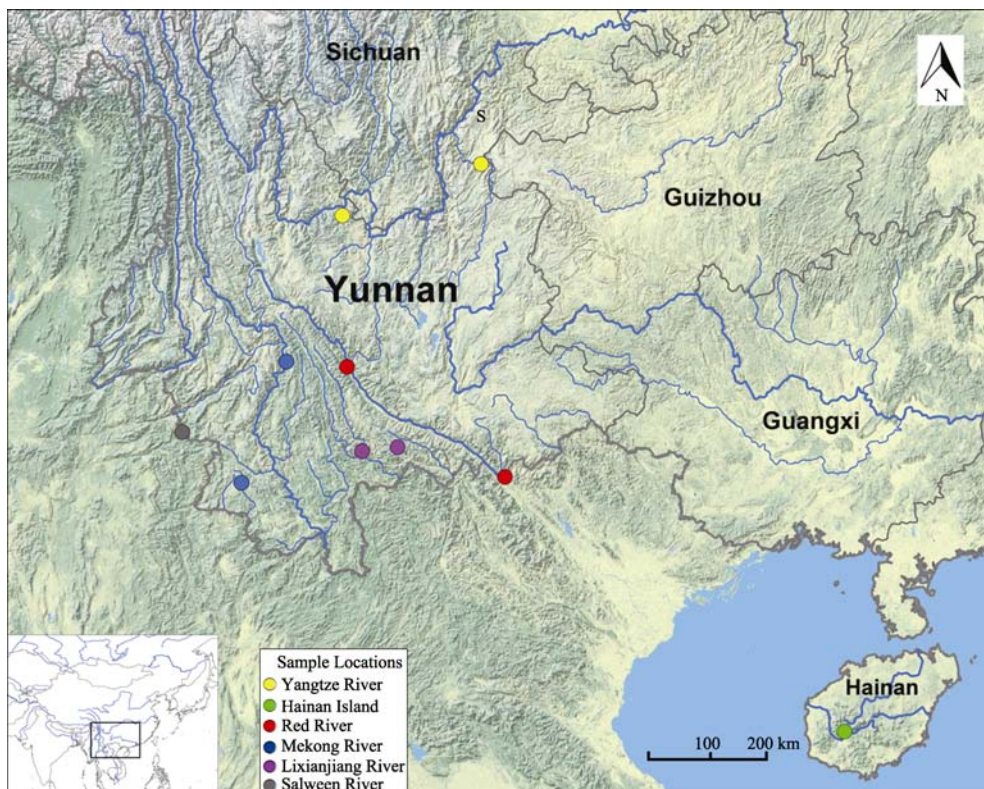 Sichuan
N
S
Guizhou
Yunnan
Guangxi
Hainan
Sample Locations
Yangtze River
Hainan Island
Red River
Mekong River
Lixianjiang River
Salween River
100 200 km